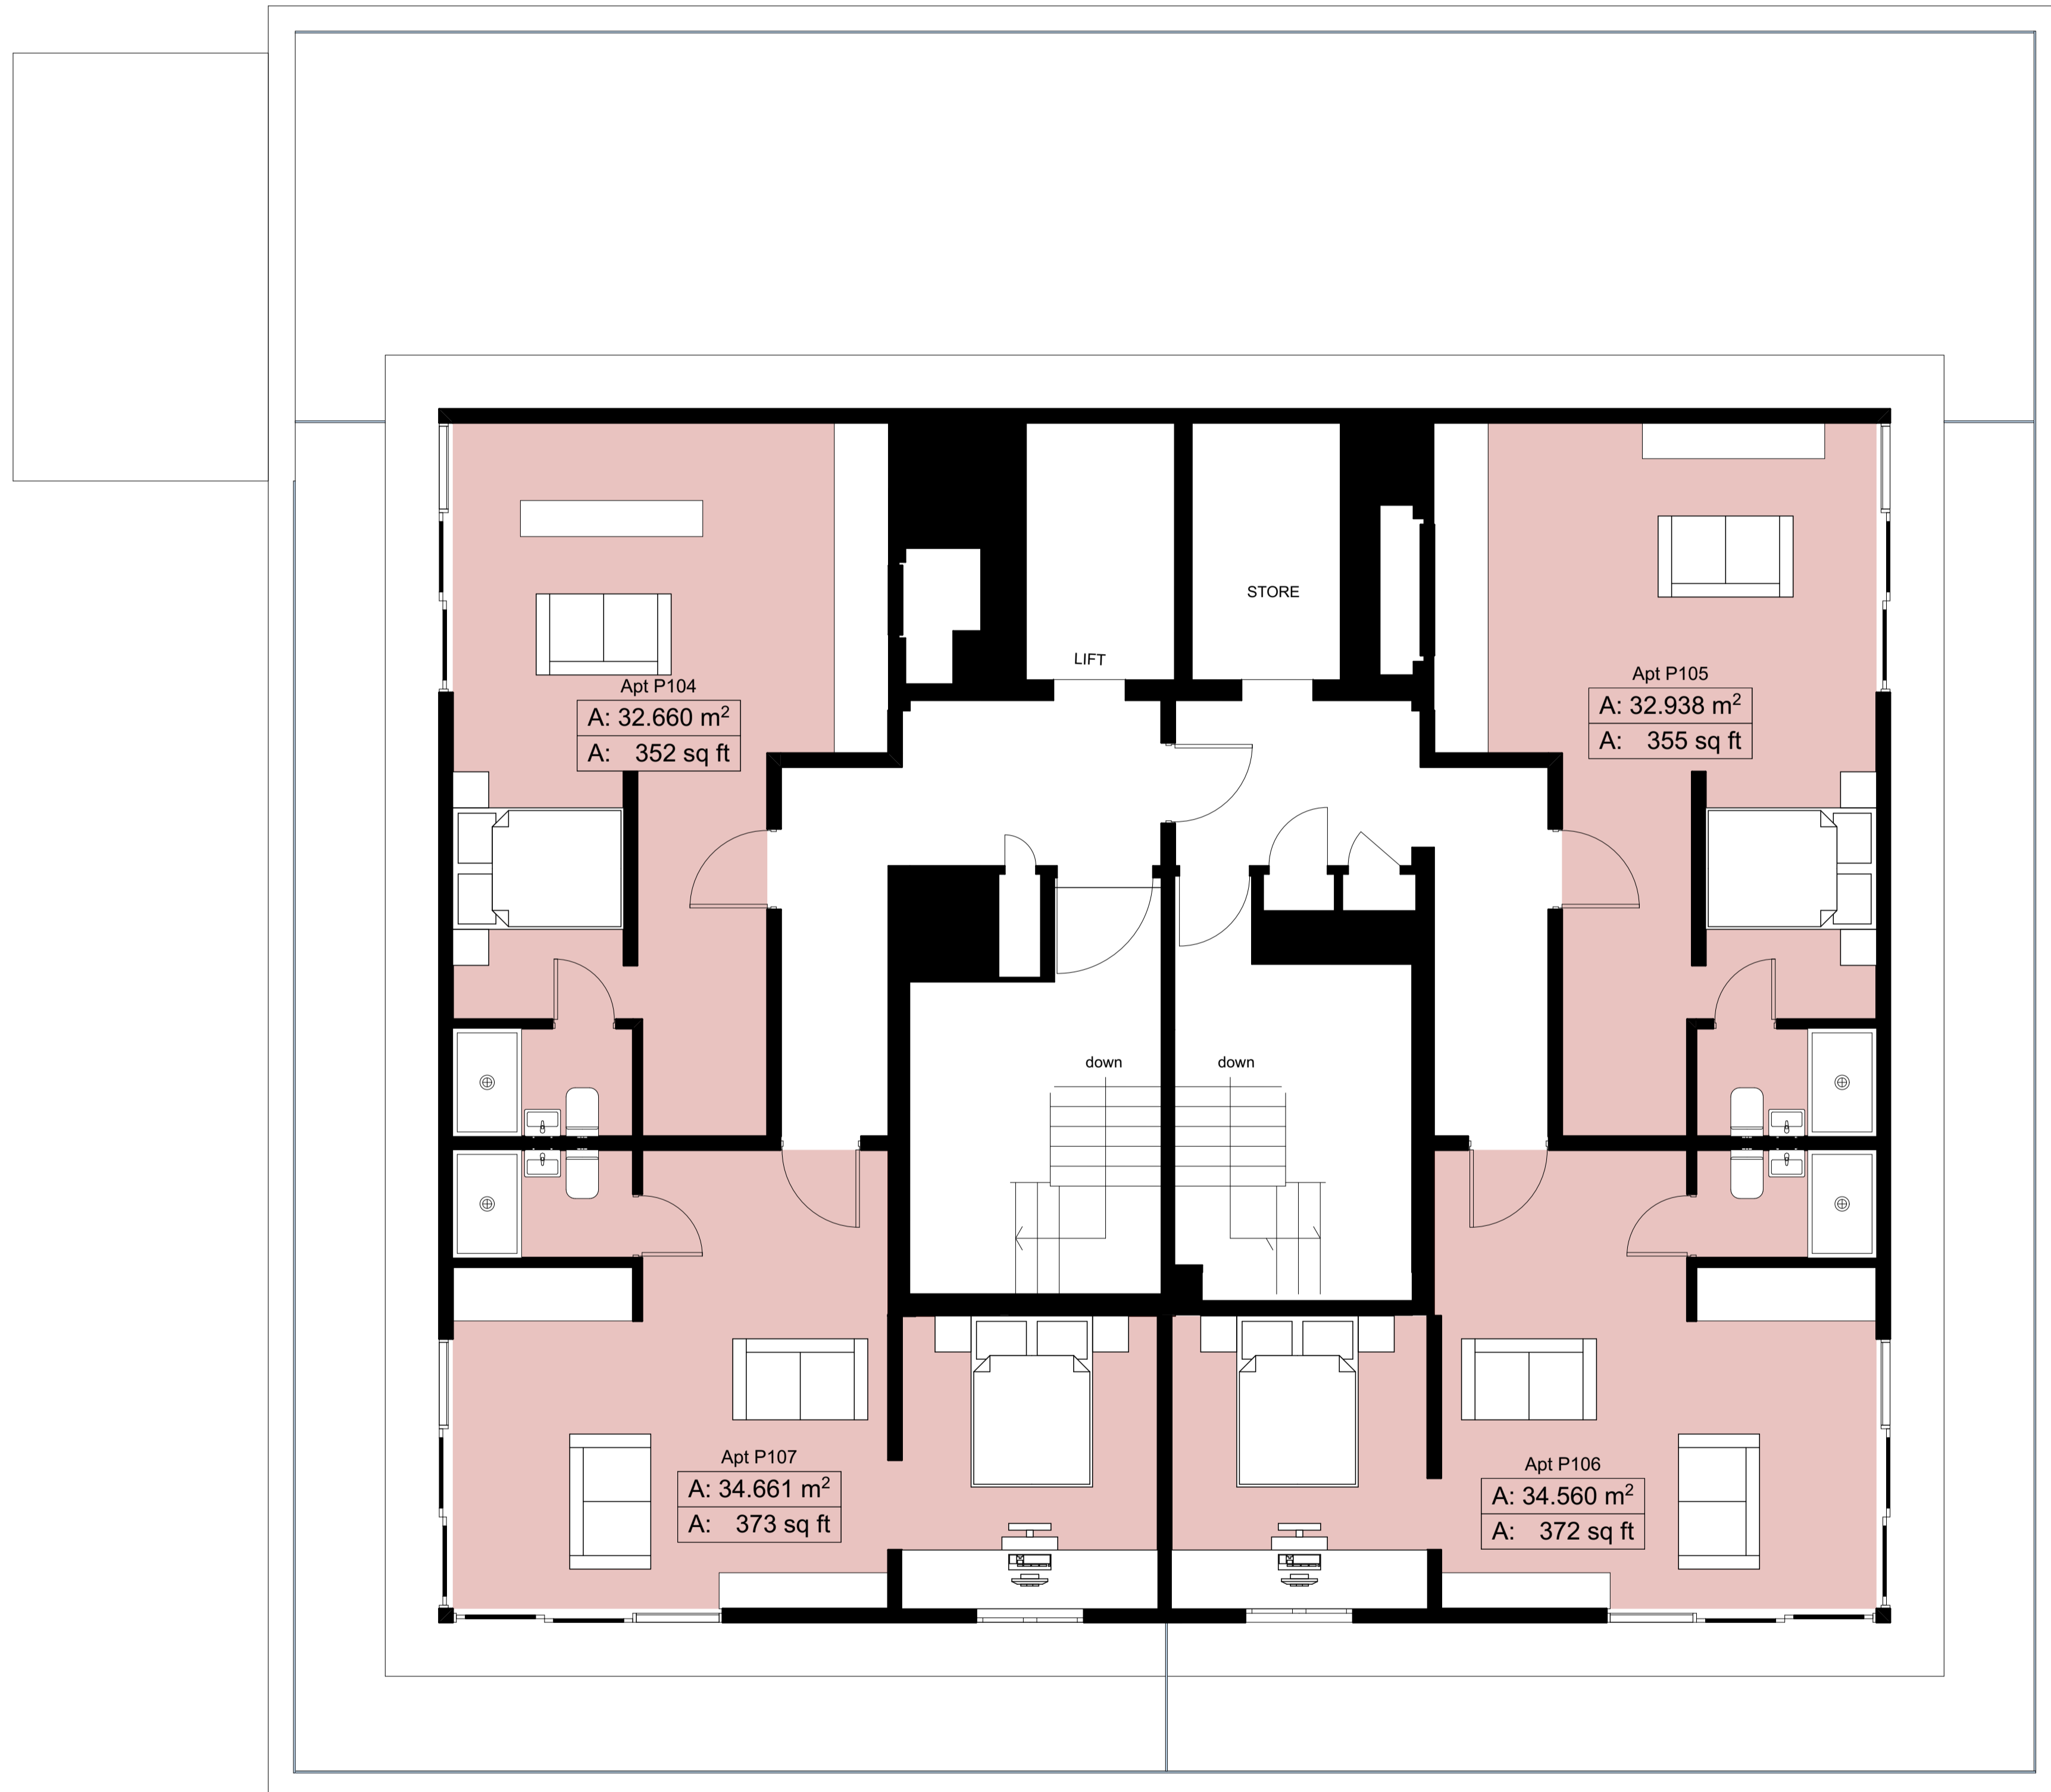 STORE
LIFT
Apt P104
A: 32.660 m²
A: 352 sq ft
Apt P105
A: 32.938 m²
A: 355 sq ft
down
down
Apt P107
A: 34.661 m²
A: 373 sq ft
Apt P106
A: 34.560 m²
A: 372 sq ft